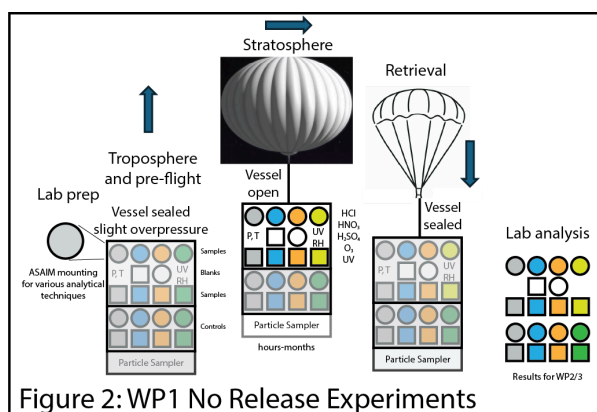 Stratosphere
Retrieval
Troposphere
and pre-flight
Lab prep
Vessel sealed
slight overpressure
ASAIM mounting
for various analytical
techniques
P, T
UV
RH
Samples
Blanks
Samples
Controls
Particle Sampler
Vessel
open
P, T
UV
RH
HCl
HNO₃
H₂SO₄
O₃
UV
Particle Sampler
hours-months
Vessel
sealed
P, T
UV
RH
Particle Sampler
Lab analysis
Results for WP2/3
Figure 2: WP1 No Release Experiments